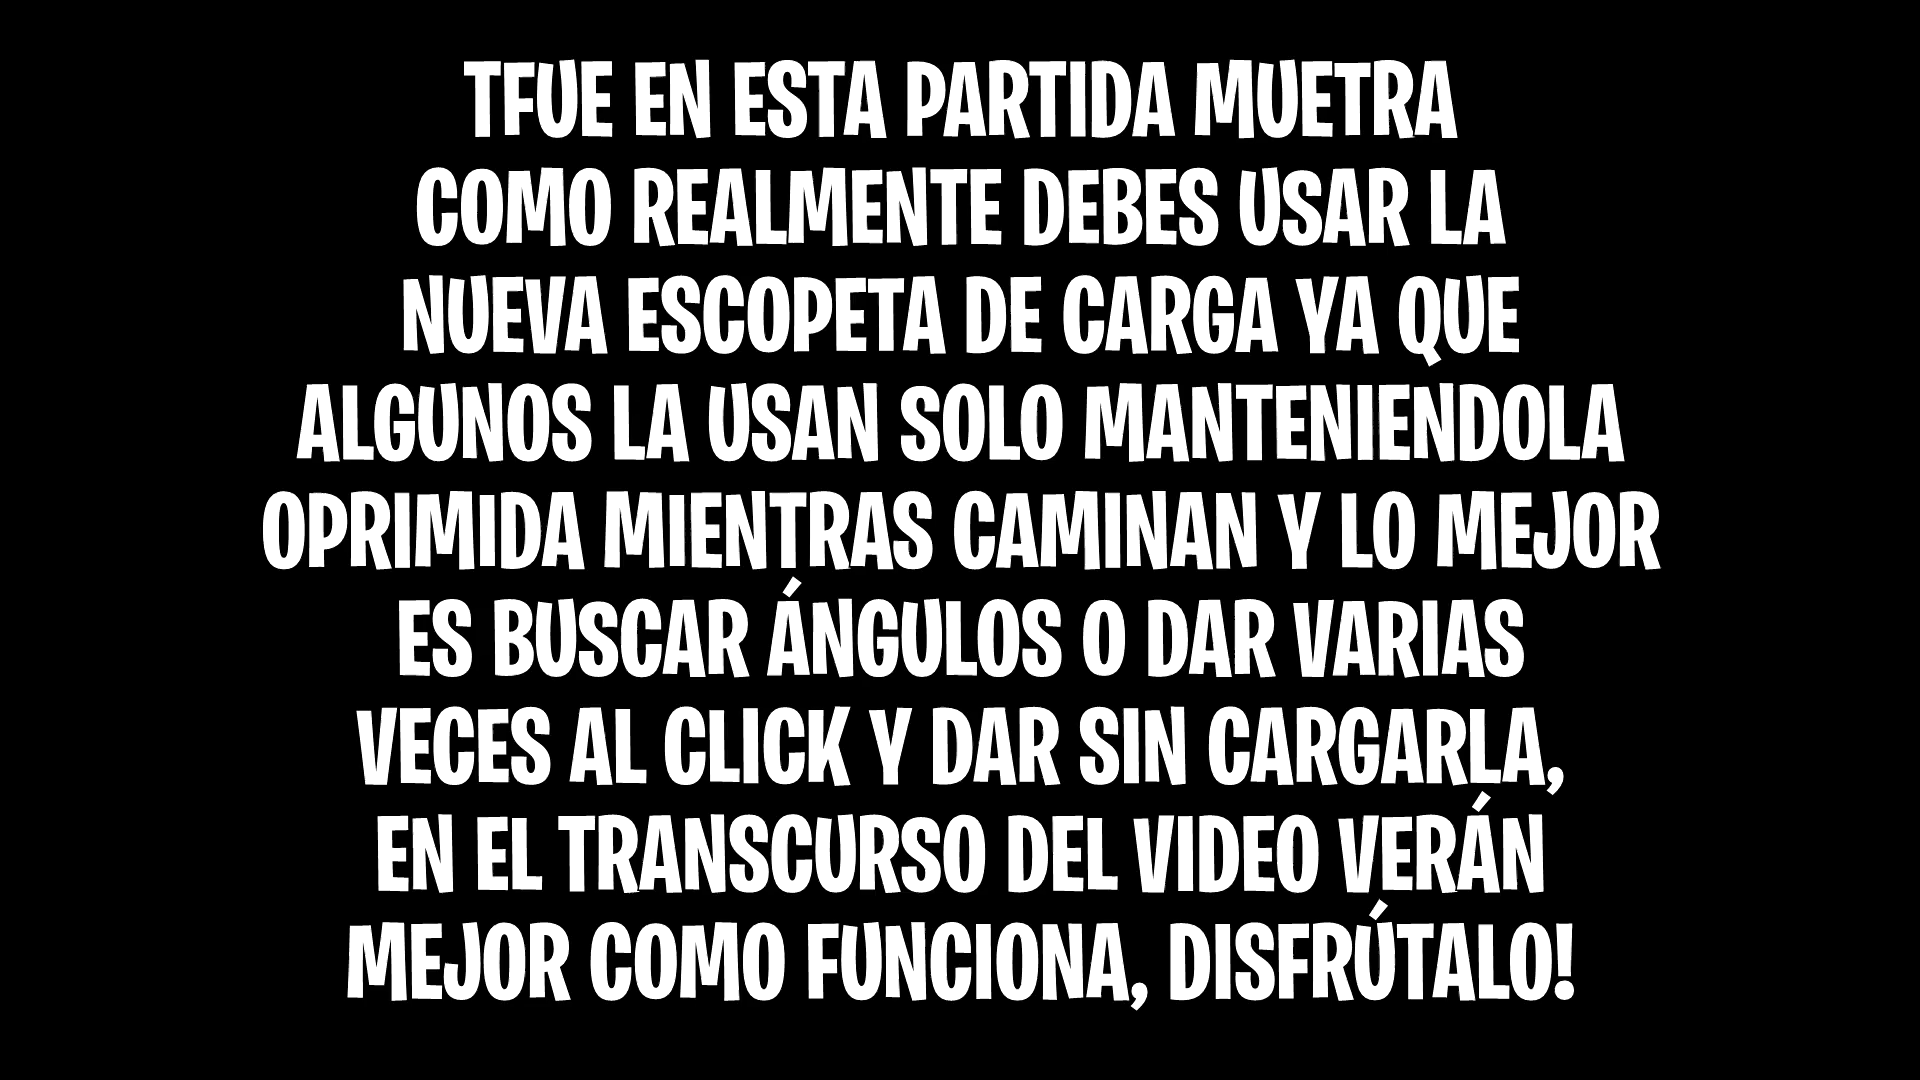 TFUE EN ESTA PARTIDA MUETRA
COMO REALMENTE DEBES USAR LA
NUEVA ESCOPETA DE CARGA YA QUE
ALGUNOS LA USAN SOLO MANTENIENDOLA
OPRIMIDA MIENTRAS CAMINAN Y LO MEJOR
ES BUSCAR ÁNGULOS O DAR VARIAS
VECES AL CLICK Y DAR SIN CARGARLA,
EN EL TRANSCURSO DEL VIDEO VERÁN
MEJOR COMO FUNCIONA, DISFRÚTALO!